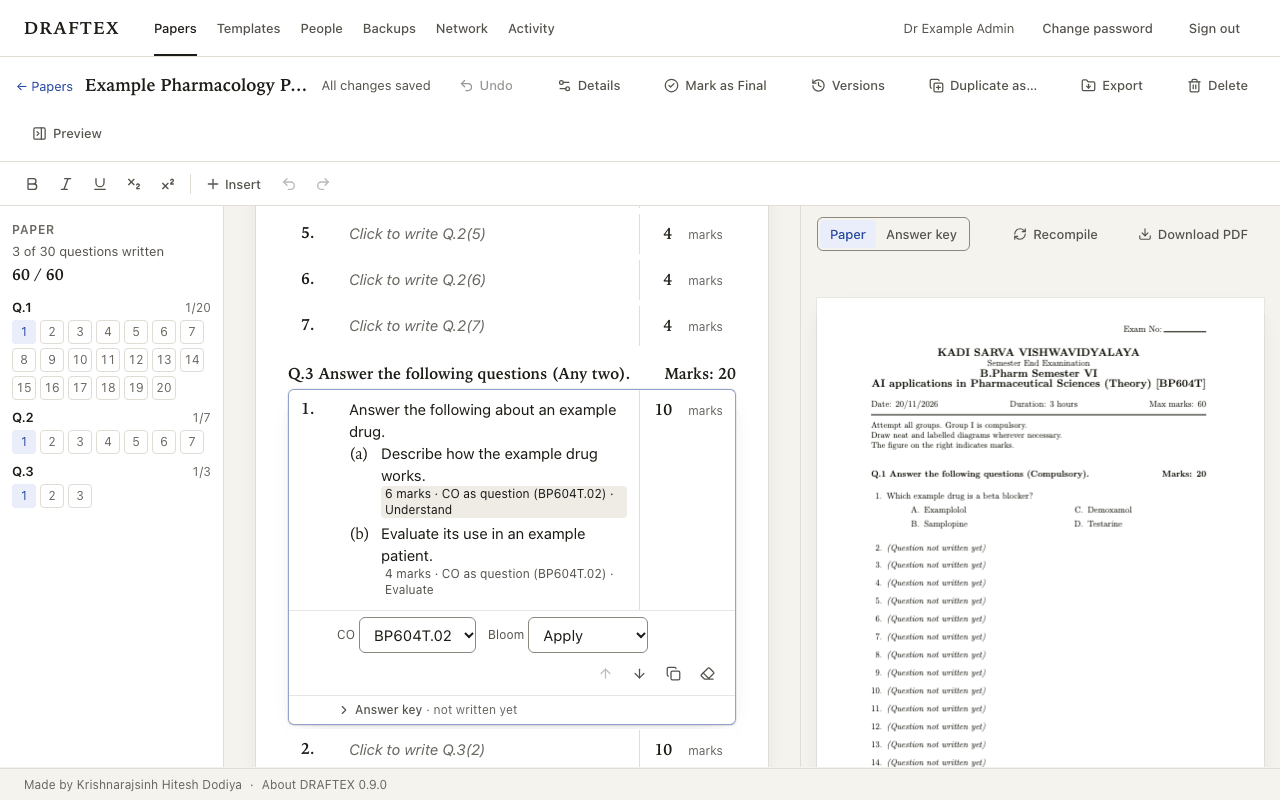 DRAFTEX Papers Templates People Backups Network Activity Dr Example Admin Change password Sign out
← Papers Example Pharmacology P... All changes saved Undo Details Mark as Final Versions Duplicate as... Export Delete
Preview
B I U x₂ x² + Insert
PAPER
3 of 30 questions written
60 / 60
Q.1 1/20
1 2 3 4 5 6 7
8 9 10 11 12 13 14
15 16 17 18 19 20
Q.2 1/7
1 2 3 4 5 6 7
Q.3 1/3
1 2 3
5. Click to write Q.2(5) 4 marks
6. Click to write Q.2(6) 4 marks
7. Click to write Q.2(7) 4 marks
Q.3 Answer the following questions (Any two). Marks: 20
1. Answer the following about an example 10 marks
drug.
(a) Describe how the example drug
works.
6 marks · CO as question (BP604T.02) ·
Understand
(b) Evaluate its use in an example
patient.
4 marks · CO as question (BP604T.02) ·
Evaluate
CO BP604T.02 Bloom Apply
Answer key · not written yet
2. Click to write Q.3(2) 10 marks
Paper Answer key Recompile Download PDF
Exam No:
KADI SARVA VISHWAVIDYALAYA
Semester End Examination
B.Pharm Semester VI
AI applications in Pharmaceutical Sciences (Theory) [BP604T]
Date: 20/11/2026 Duration: 3 hours Max marks: 60
Attempt all groups. Group I is compulsory.
Draw neat and labelled diagrams wherever necessary.
The figure on the right indicates marks.
Q.1 Answer the following questions (Compulsory). Marks: 20
1. Which example drug is a beta blocker?
A. Examplolol C. Demoxamol
B. Samplopine D. Testarine
2. (Question not written yet)
3. (Question not written yet)
4. (Question not written yet)
5. (Question not written yet)
6. (Question not written yet)
7. (Question not written yet)
8. (Question not written yet)
9. (Question not written yet)
10. (Question not written yet)
11. (Question not written yet)
12. (Question not written yet)
13. (Question not written yet)
14. (Question not written yet)
Made by Krishnarajsinh Hitesh Dodiya · About DRAFTEX 0.9.0